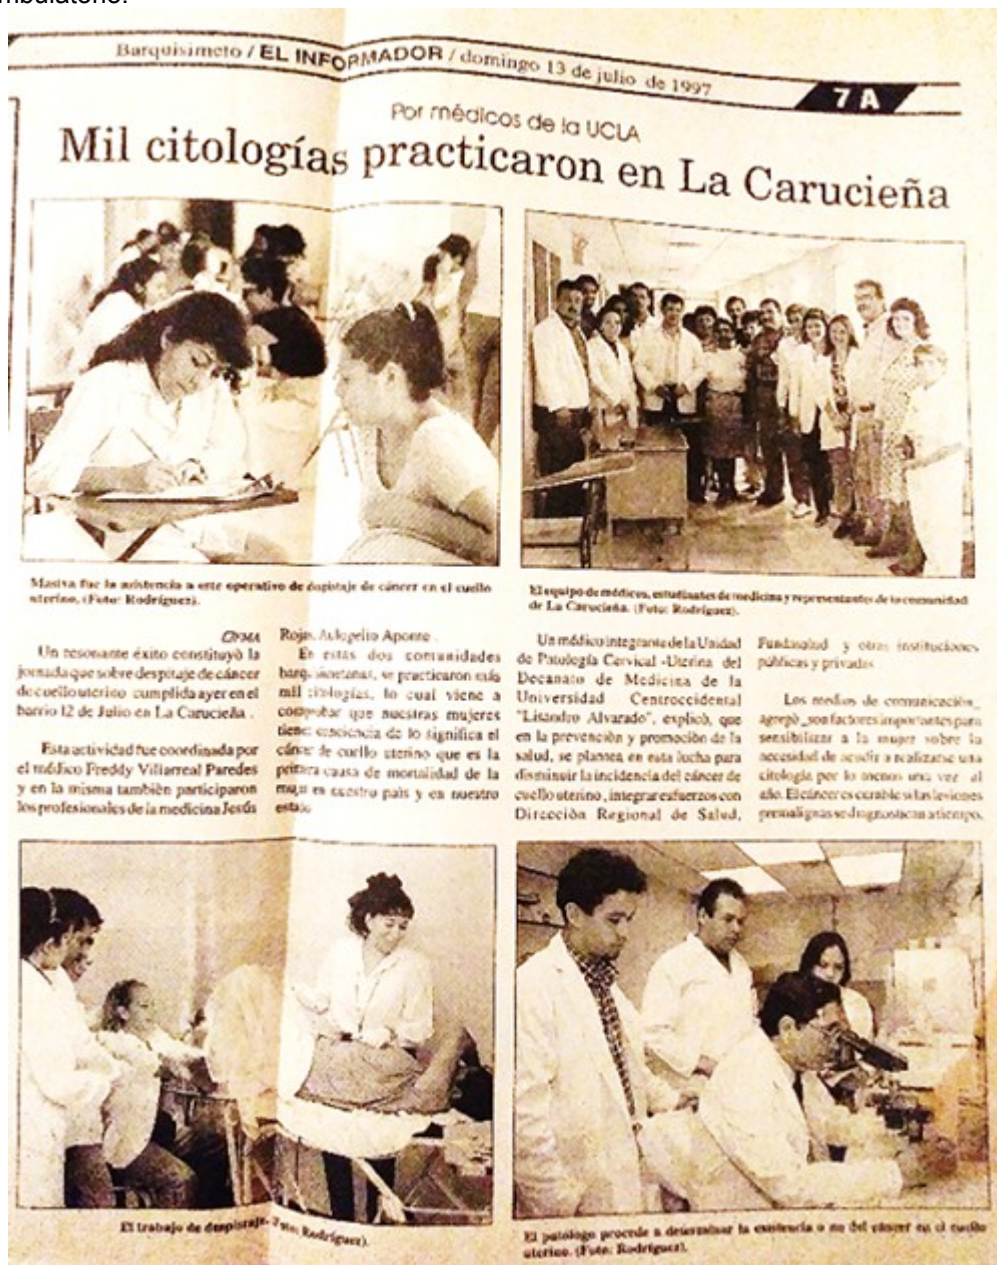 mbulatorio.
Barquisimeto / EL INFORMADOR / domingo 13 de julio de 1997
7 A
Por médicos de la UCLA
Mil citologías practicaron en La Carucieña
Masiva fue la asistencia a este operativo de despistaje de cáncer en el cuello
uterino. (Foto: Rodríguez).
El equipo de médicos, estudiantes de medicina y representantes de la comunidad
de La Carucieña. (Foto: Rodríguez).
Un resonante éxito constituyó la
jornada que sobre despitaje de cáncer
de cuello uterino cumplida ayer en el
barrio 12 de Julio en La Carucieña .
Esta actividad fue coordinada por
el médico Freddy Villarreal Paredes
y en la misma también participaron
los profesionales de la medicina Jesús
Rojas, Aulogelio Aponte .
En estas dos comunidades
barquisimetanas, se practicaron más
mil citologías, lo cual viene a
comprobar que nuestras mujeres
tienen conciencia de lo significa el
cáncer de cuello uterino que es la
primera causa de mortalidad de la
mujer en nuestro país y en nuestro
estado
Un médico integrante de la Unidad
de Patología Cervical -Uterina del
Decanato de Medicina de la
Universidad Centroccidental
"Lisandro Alvarado", explicó, que
en la prevención y promoción de la
salud, se plantea en esta lucha para
disminuir la incidencia del cáncer de
cuello uterino , integrar esfuerzos con
Dirección Regional de Salud,
Fundasalud y otras instituciones
públicas y privadas
Los medios de comunicación_
agregó_son factores importantes para
sensibilizar a la mujer sobre la
necesidad de acudir a realizarse una
citología por lo menos una vez al
año. El cáncer es curable si las lesiones
premalignas se diagnostican a tiempo.
El trabajo de despistaje. Foto: Rodríguez).
El patólogo procede a determinar la existencia o no del cáncer en el cuello
uterino. (Foto: Rodríguez).